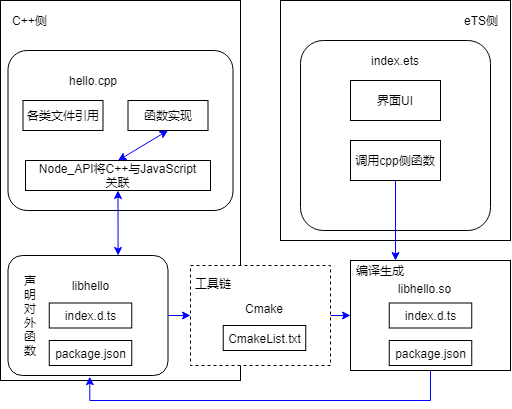 C++侧
hello.cpp
各类文件引用
函数实现
Node_API将C++与JavaScript
关联
声明对外函数
libhello
index.d.ts
package.json
工具链
Cmake
CmakeList.txt
eTS侧
index.ets
界面UI
调用cpp侧函数
编译生成
libhello.so
index.d.ts
package.json